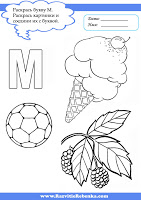 Раскрась букву М.
Раскрась картинки и
соедини их с буквой.
Дата:
Имя:
М
© www.RazvitieRebenka.com